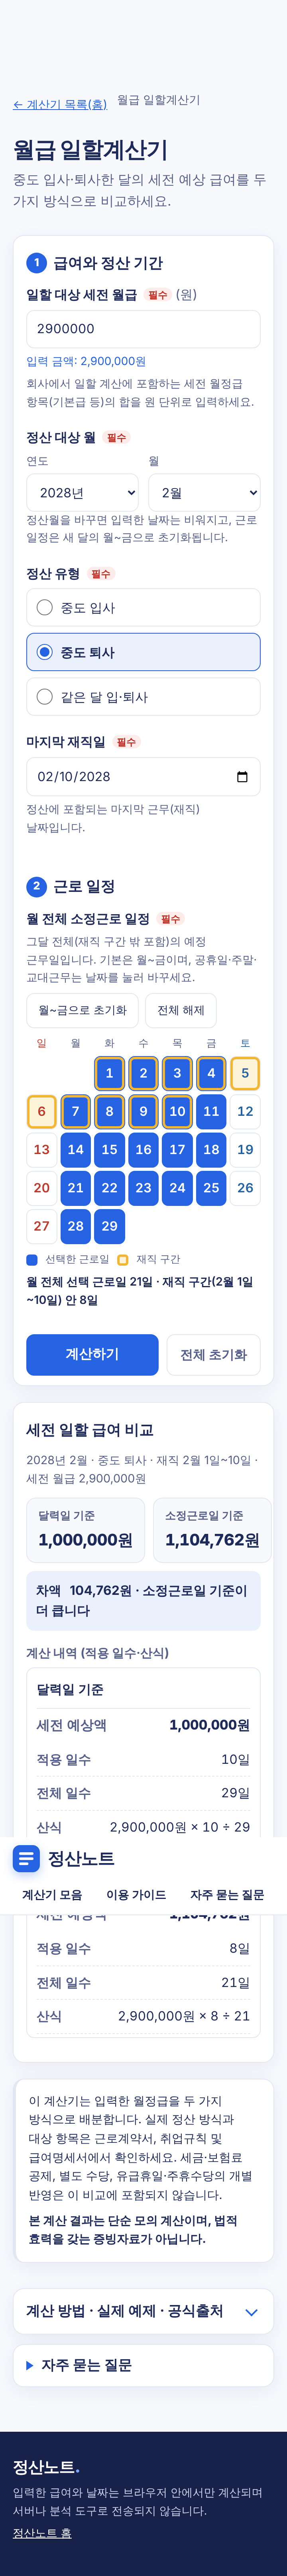 ← 계산기 목록(홈) 월급 일할계산기
월급 일할계산기
중도 입사·퇴사한 달의 세전 예상 급여를 두
가지 방식으로 비교하세요.
1 급여와 정산 기간
일할 대상 세전 월급 필수 (원)
2900000
입력 금액: 2,900,000원
회사에서 일할 계산에 포함하는 세전 월정급
항목(기본급 등)의 합을 원 단위로 입력하세요.
정산 대상 월 필수
연도 월
2028년 2월
정산월을 바꾸면 입력한 날짜는 비워지고, 근로
일정은 새 달의 월~금으로 초기화됩니다.
정산 유형 필수
중도 입사
중도 퇴사
같은 달 입·퇴사
마지막 재직일 필수
02/10/2028
정산에 포함되는 마지막 근무(재직)
날짜입니다.
2 근로 일정
월 전체 소정근로 일정 필수
그달 전체(재직 구간 밖 포함)의 예정
근무일입니다. 기본은 월~금이며, 공휴일·주말·
교대근무는 날짜를 눌러 바꾸세요.
월~금으로 초기화 전체 해제
일 월 화 수 목 금 토
1 2 3 4 5
6 7 8 9 10 11 12
13 14 15 16 17 18 19
20 21 22 23 24 25 26
27 28 29
선택한 근로일 재직 구간
월 전체 선택 근로일 21일 · 재직 구간(2월 1일
~10일) 안 8일
계산하기 전체 초기화
세전 일할 급여 비교
2028년 2월 · 중도 퇴사 · 재직 2월 1일~10일 ·
세전 월급 2,900,000원
달력일 기준 소정근로일 기준
1,000,000원 1,104,762원
차액 104,762원 · 소정근로일 기준이
더 큽니다
계산 내역 (적용 일수·산식)
달력일 기준
세전 예상액 1,000,000원
적용 일수 10일
전체 일수 29일
산식 2,900,000원 × 10 ÷ 29
정산노트
계산기 모음 이용 가이드 자주 묻는 질문
세전 예상액 1,104,762원
적용 일수 8일
전체 일수 21일
산식 2,900,000원 × 8 ÷ 21
이 계산기는 입력한 월정급을 두 가지
방식으로 배분합니다. 실제 정산 방식과
대상 항목은 근로계약서, 취업규칙 및
급여명세서에서 확인하세요. 세금·보험료
공제, 별도 수당, 유급휴일·주휴수당의 개별
반영은 이 비교에 포함되지 않습니다.
본 계산 결과는 단순 모의 계산이며, 법적
효력을 갖는 증빙자료가 아닙니다.
계산 방법 · 실제 예제 · 공식출처
자주 묻는 질문
정산노트.
입력한 급여와 날짜는 브라우저 안에서만 계산되며
서버나 분석 도구로 전송되지 않습니다.
정산노트 홈